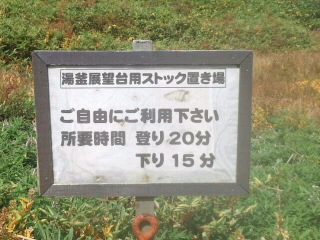 湯釜展望台用ストック置き場
ご自由にご利用下さい
所要時間 登り20分
下り15分